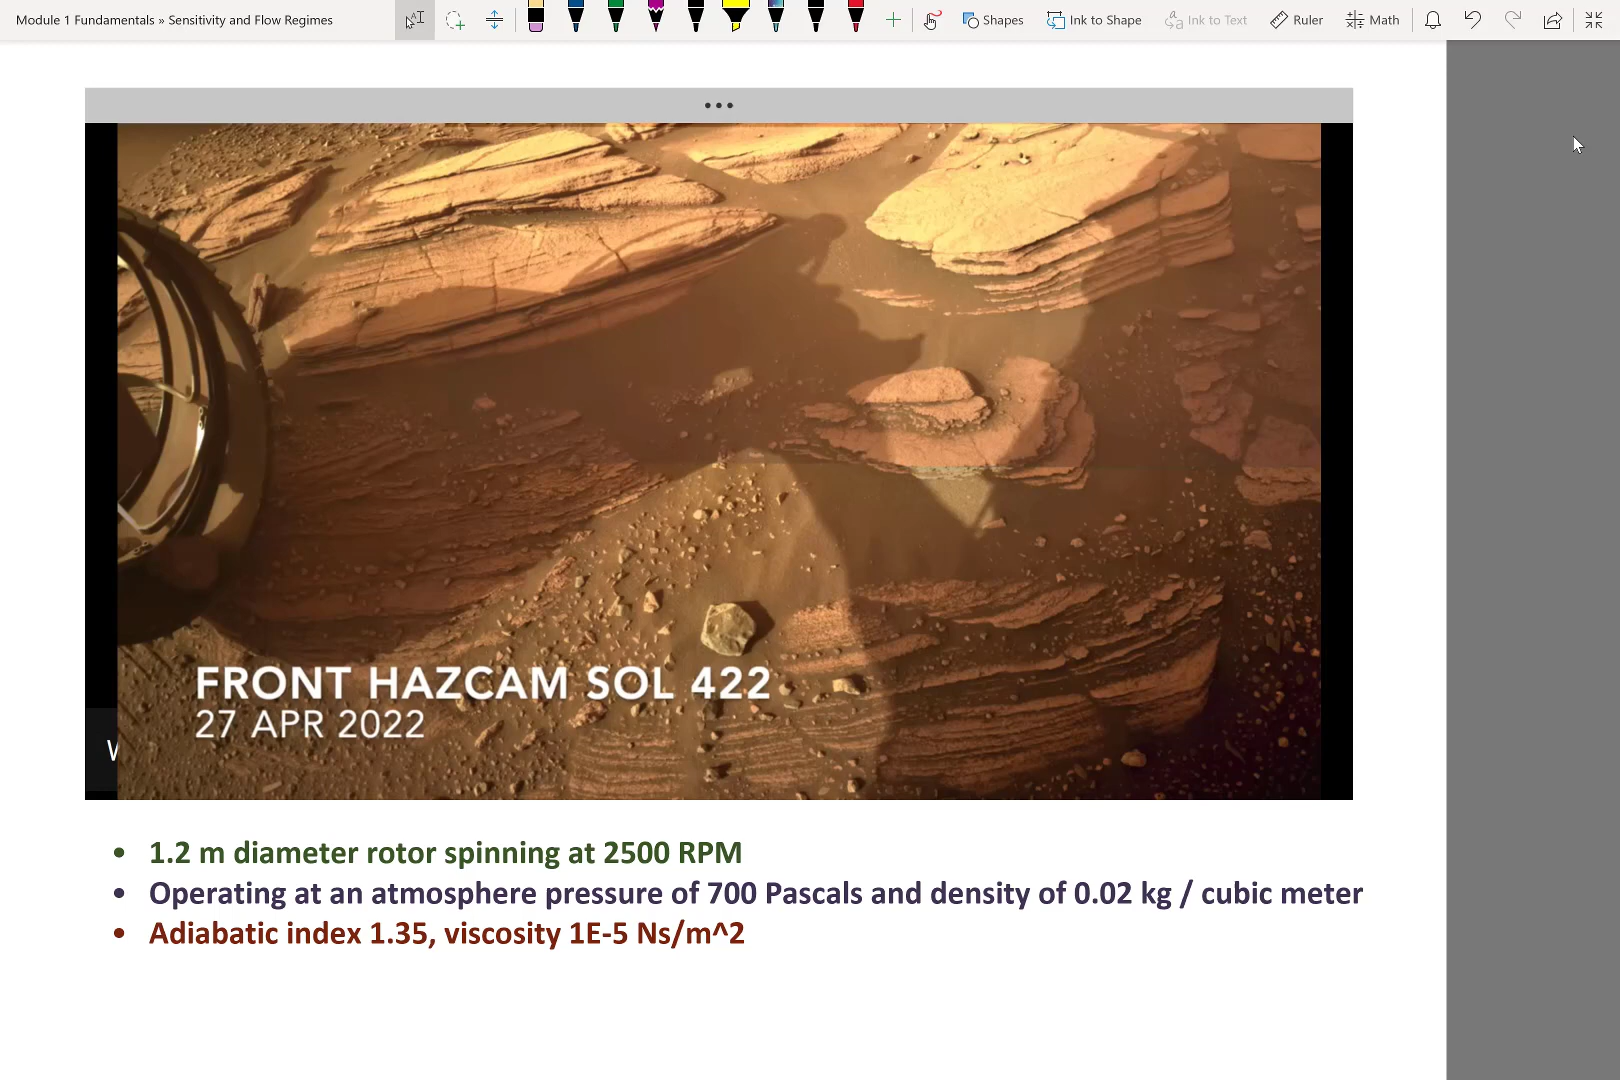 Module 1 Fundamentals » Sensitivity and Flow Regimes
Shapes
Ink to Shape
Ink to Text
Ruler
Math
FRONT HAZCAM SOL 422
27 APR 2022
• 1.2 m diameter rotor spinning at 2500 RPM
• Operating at an atmosphere pressure of 700 Pascals and density of 0.02 kg / cubic meter
• Adiabatic index 1.35, viscosity 1E-5 Ns/m^2